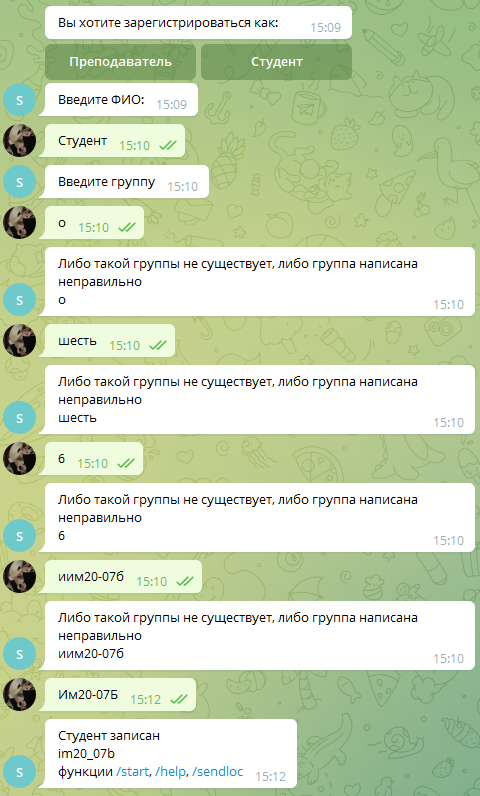 Вы хотите зарегистрироваться как:
15:09
Преподаватель Студент
S
Введите ФИО:
15:09
Студент
15:10
S
Введите группу
15:10
о
15:10
Либо такой группы не существует, либо группа написана
неправильно
о
S
15:10
шесть
15:10
Либо такой группы не существует, либо группа написана
неправильно
шесть
S
15:10
6
15:10
Либо такой группы не существует, либо группа написана
неправильно
6
S
15:10
иим20-07б
15:10
Либо такой группы не существует, либо группа написана
неправильно
иим20-07б
S
15:10
Им20-07Б
15:12
Студент записан
im20_07b
функции /start, /help, /sendloc
S
15:12